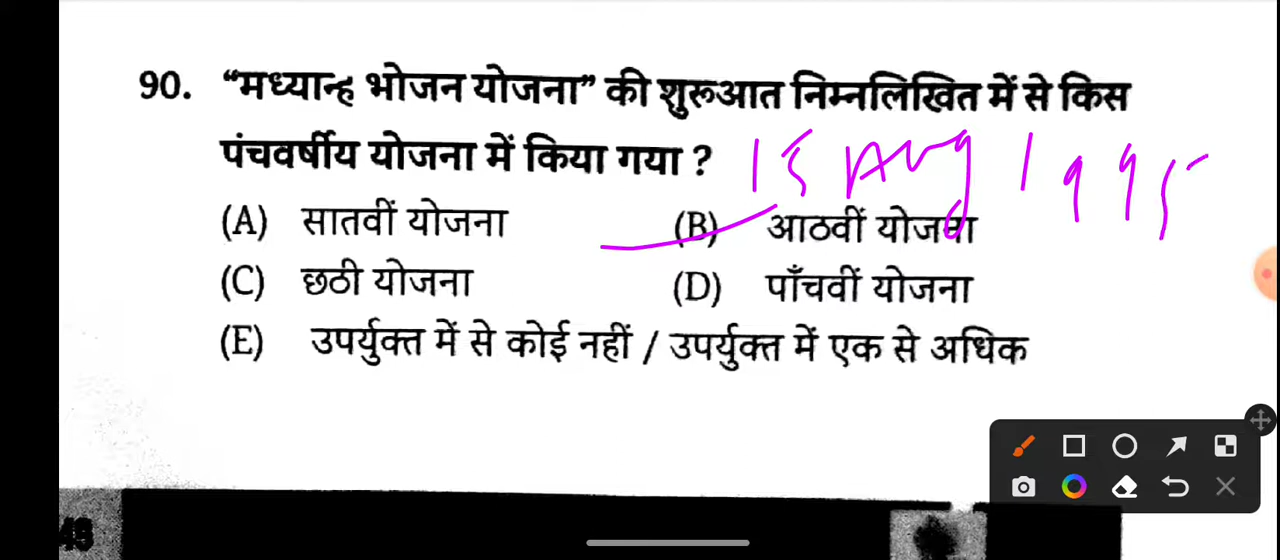 90. "मध्यान्ह भोजन योजना" की शुरूआत निम्नलिखित में से किस
पंचवर्षीय योजना में किया गया ?
15 Aug 1995
(A) सातवीं योजना (B) आठवीं योजना
(C) छठी योजना (D) पाँचवीं योजना
(E) उपर्युक्त में से कोई नहीं / उपर्युक्त में एक से अधिक
48